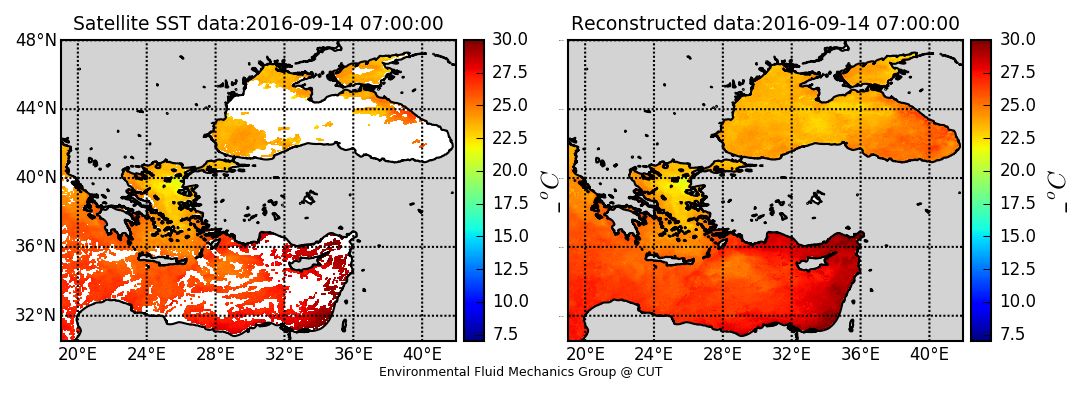 Satellite SST data:2016-09-14 07:00:00
48°N
44°N
40°N
36°N
32°N
20°E 24°E 28°E 32°E 36°E 40°E
30.0
27.5
25.0
22.5
20.0
17.5
15.0
12.5
10.0
7.5
_ °C
Reconstructed data:2016-09-14 07:00:00
20°E 24°E 28°E 32°E 36°E 40°E
30.0
27.5
25.0
22.5
20.0
17.5
15.0
12.5
10.0
7.5
_ °C
Environmental Fluid Mechanics Group @ CUT